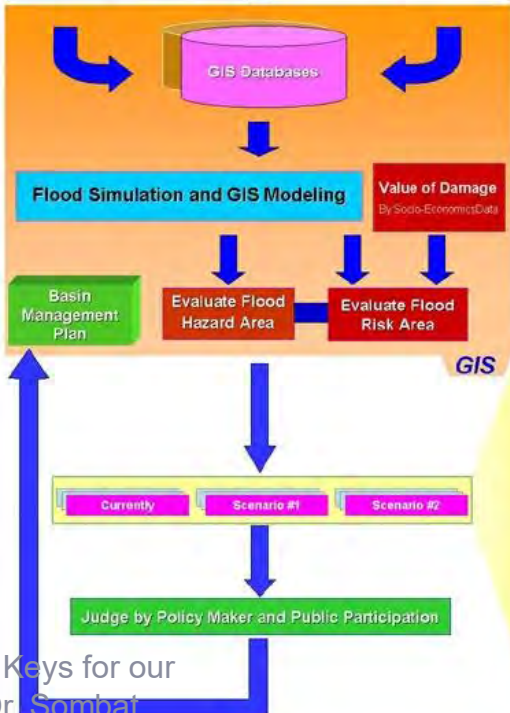 GIS Databases
Flood Simulation and GIS Modeling
Value of Damage
By Socio-EconomicsData
Basin
Management
Plan
Evaluate Flood
Hazard Area
Evaluate Flood
Risk Area
GIS
Currently
Scenario #1
Scenario #2
Judge by Policy Maker and Public Participation
Keys for our
Dr. Sombat